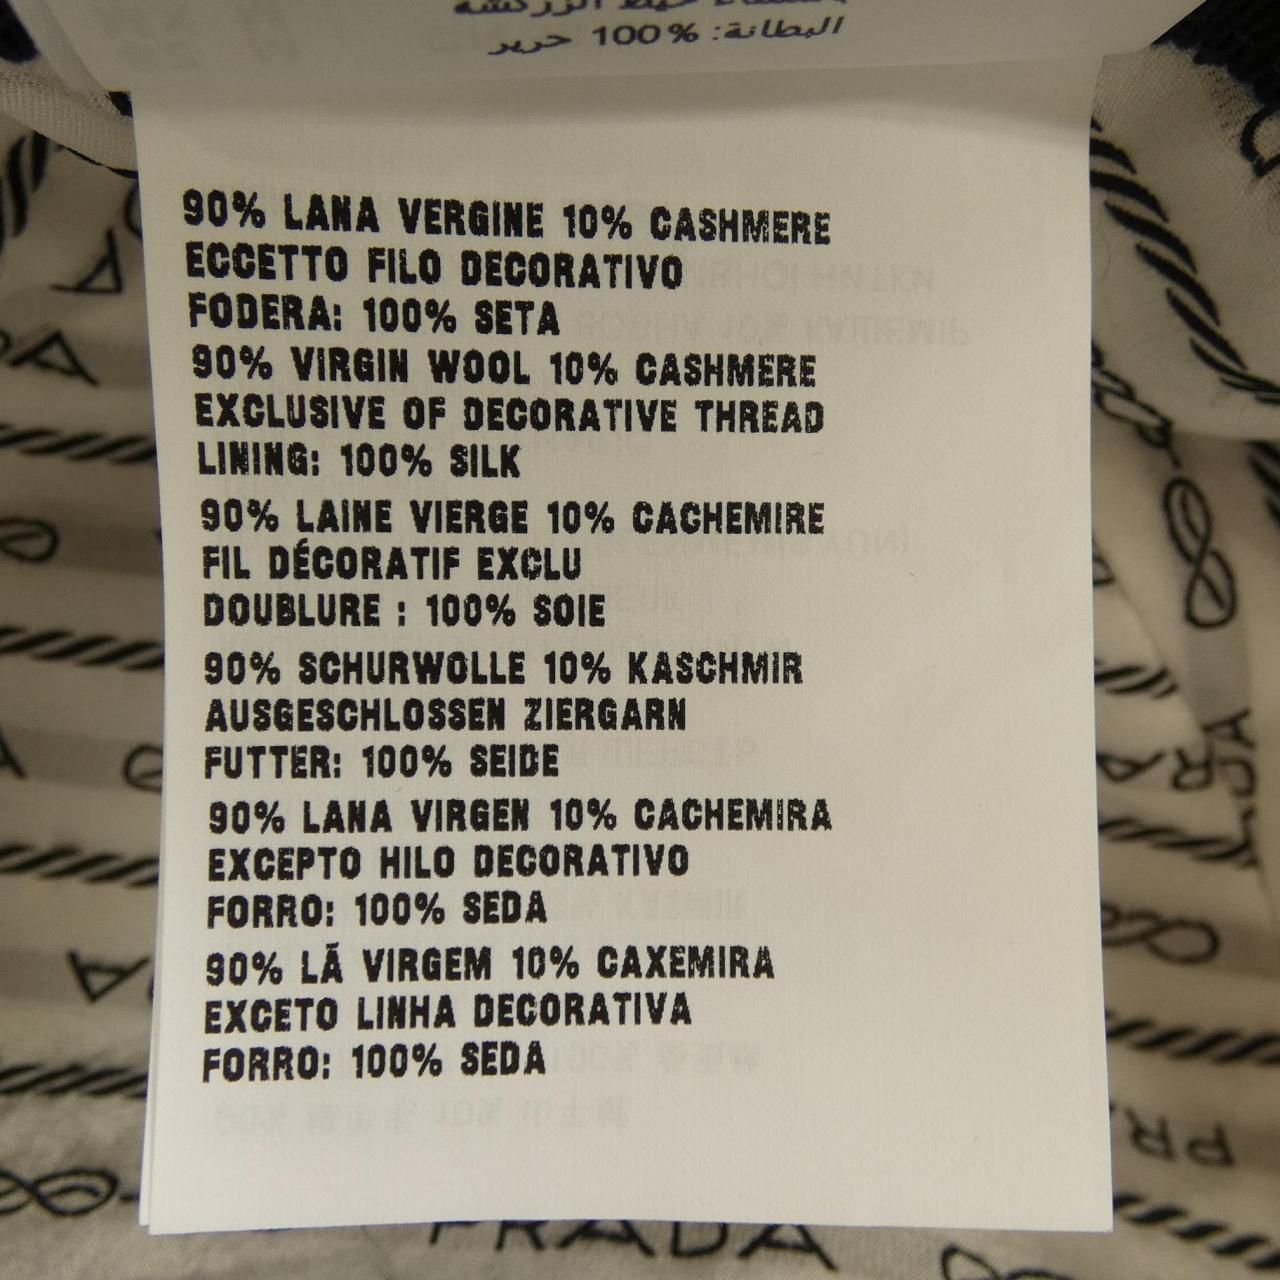 البطانة: 100% حرير
90% LANA VERGINE 10% CASHMERE
ECCETTO FILO DECORATIVO
FODERA: 100% SETA
90% VIRGIN WOOL 10% CASHMERE
EXCLUSIVE OF DECORATIVE THREAD
LINING: 100% SILK
90% LAINE VIERGE 10% CACHEMIRE
FIL DÉCORATIF EXCLU
DOUBLURE : 100% SOIE
90% SCHURWOLLE 10% KASCHMIR
AUSGESCHLOSSEN ZIERGARN
FUTTER: 100% SEIDE
90% LANA VIRGEN 10% CACHEMIRA
EXCEPTO HILO DECORATIVO
FORRO: 100% SEDA
90% LÃ VIRGEM 10% CAXEMIRA
EXCETO LINHA DECORATIVA
FORRO: 100% SEDA
PRADA